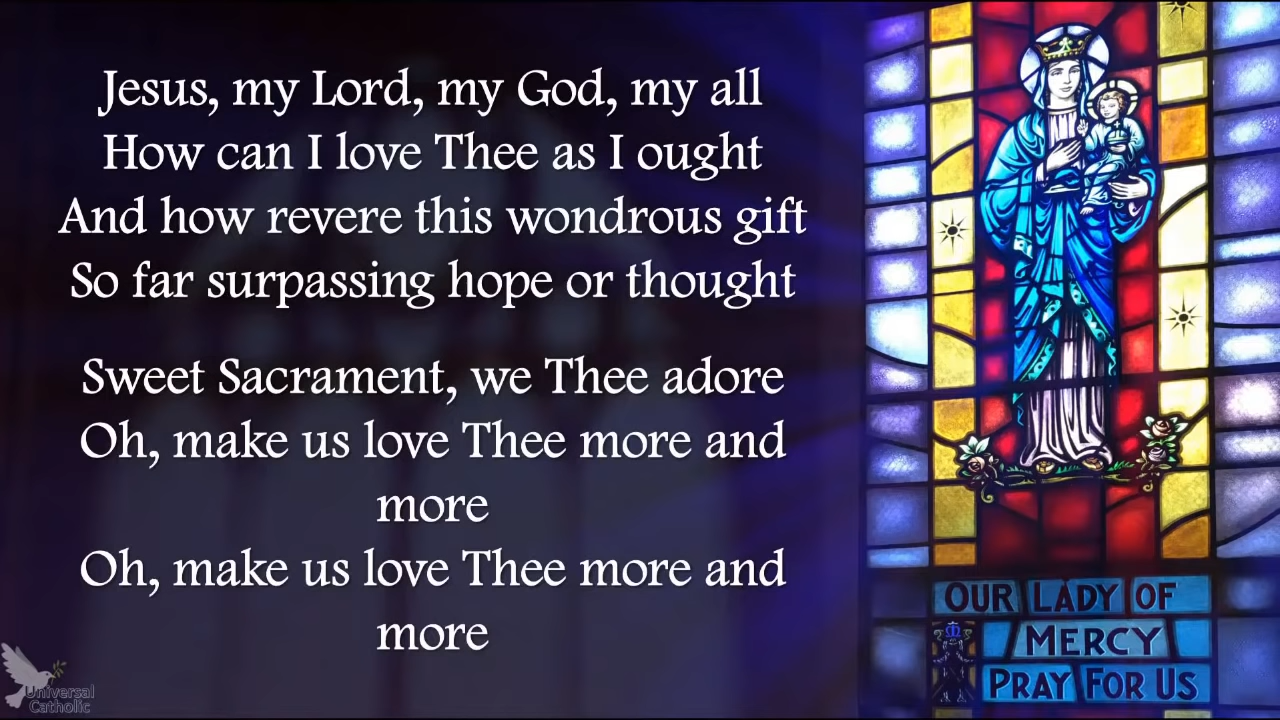 Jesus, my Lord, my God, my all
How can I love Thee as I ought
And how revere this wondrous gift
So far surpassing hope or thought
Sweet Sacrament, we Thee adore
Oh, make us love Thee more and
more
Oh, make us love Thee more and
more
OUR LADY OF
MERCY
PRAY FOR US
Universal
Catholic